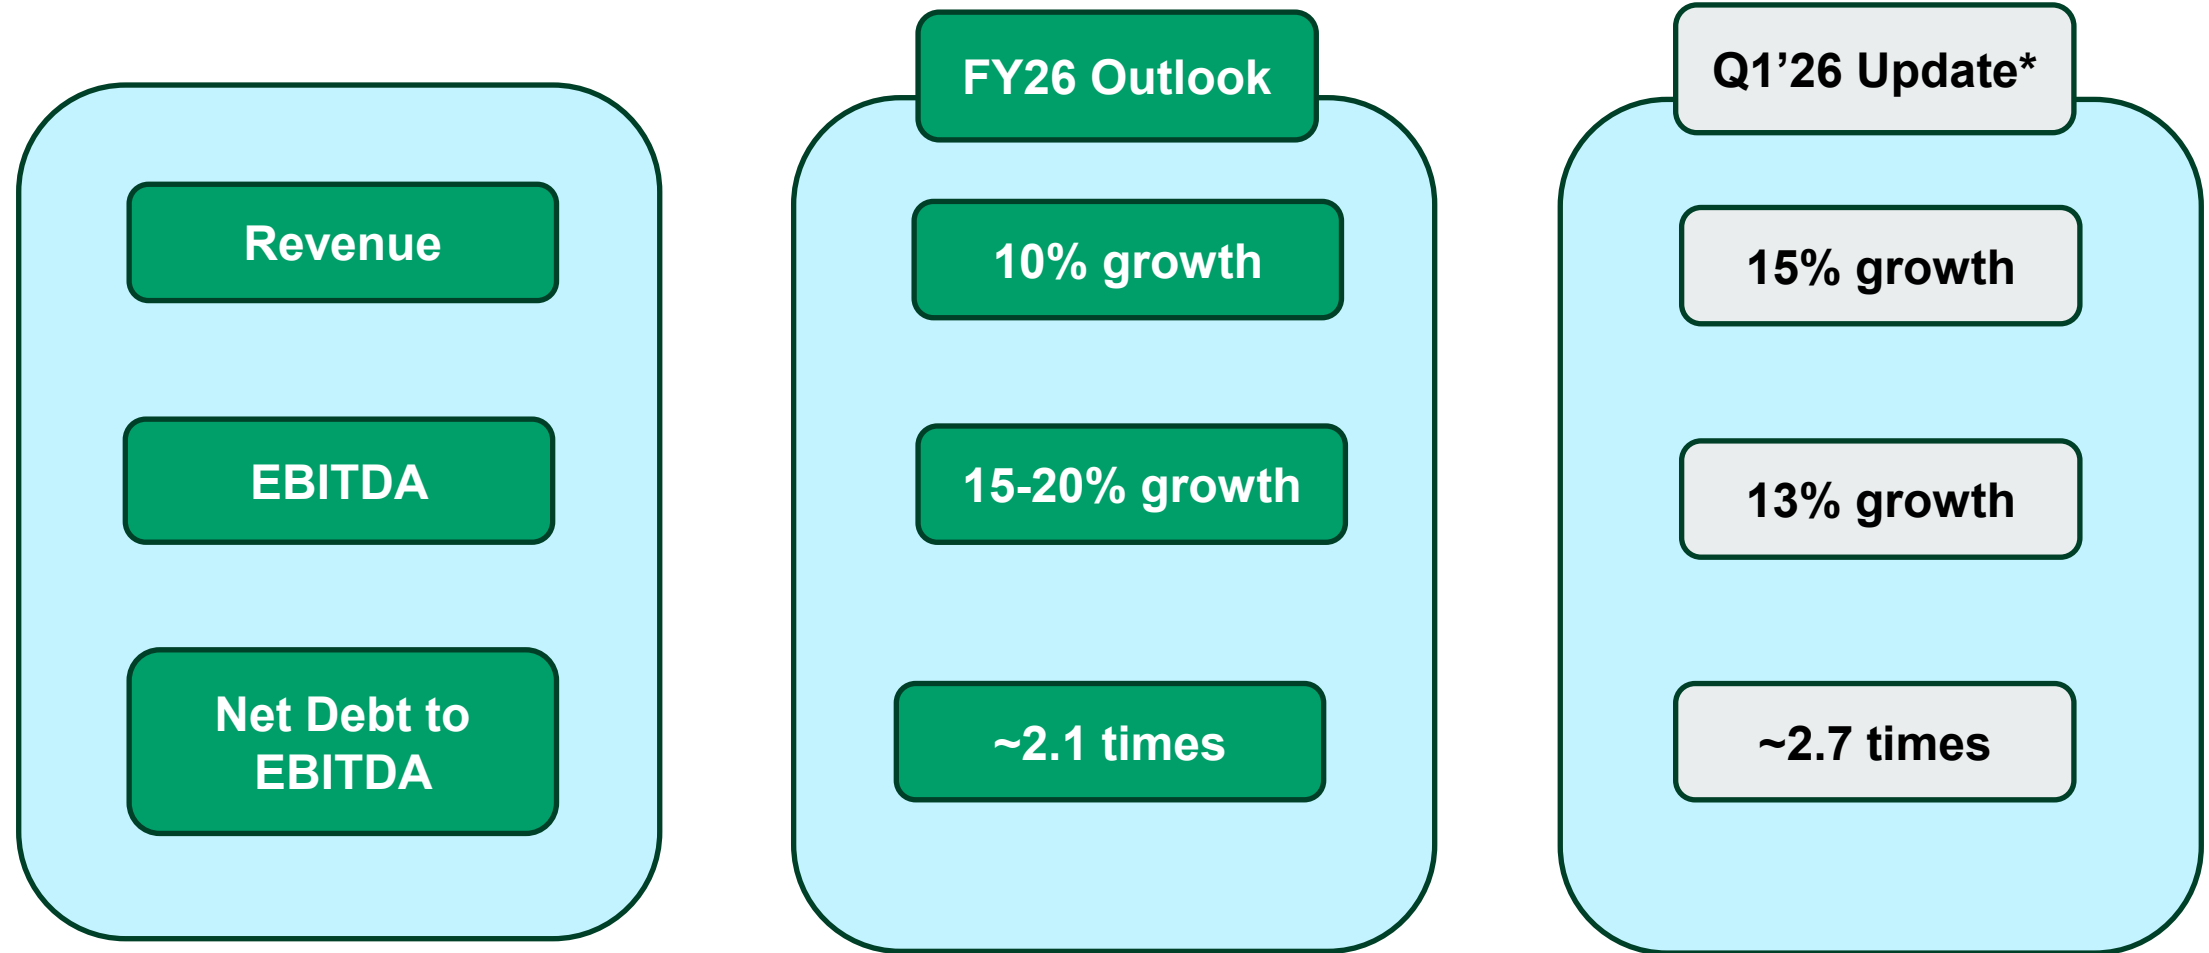 FY26 Outlook
Q1’26 Update*
Revenue
10% growth
15% growth
EBITDA
15-20% growth
13% growth
Net Debt to
EBITDA
~2.1 times
~2.7 times